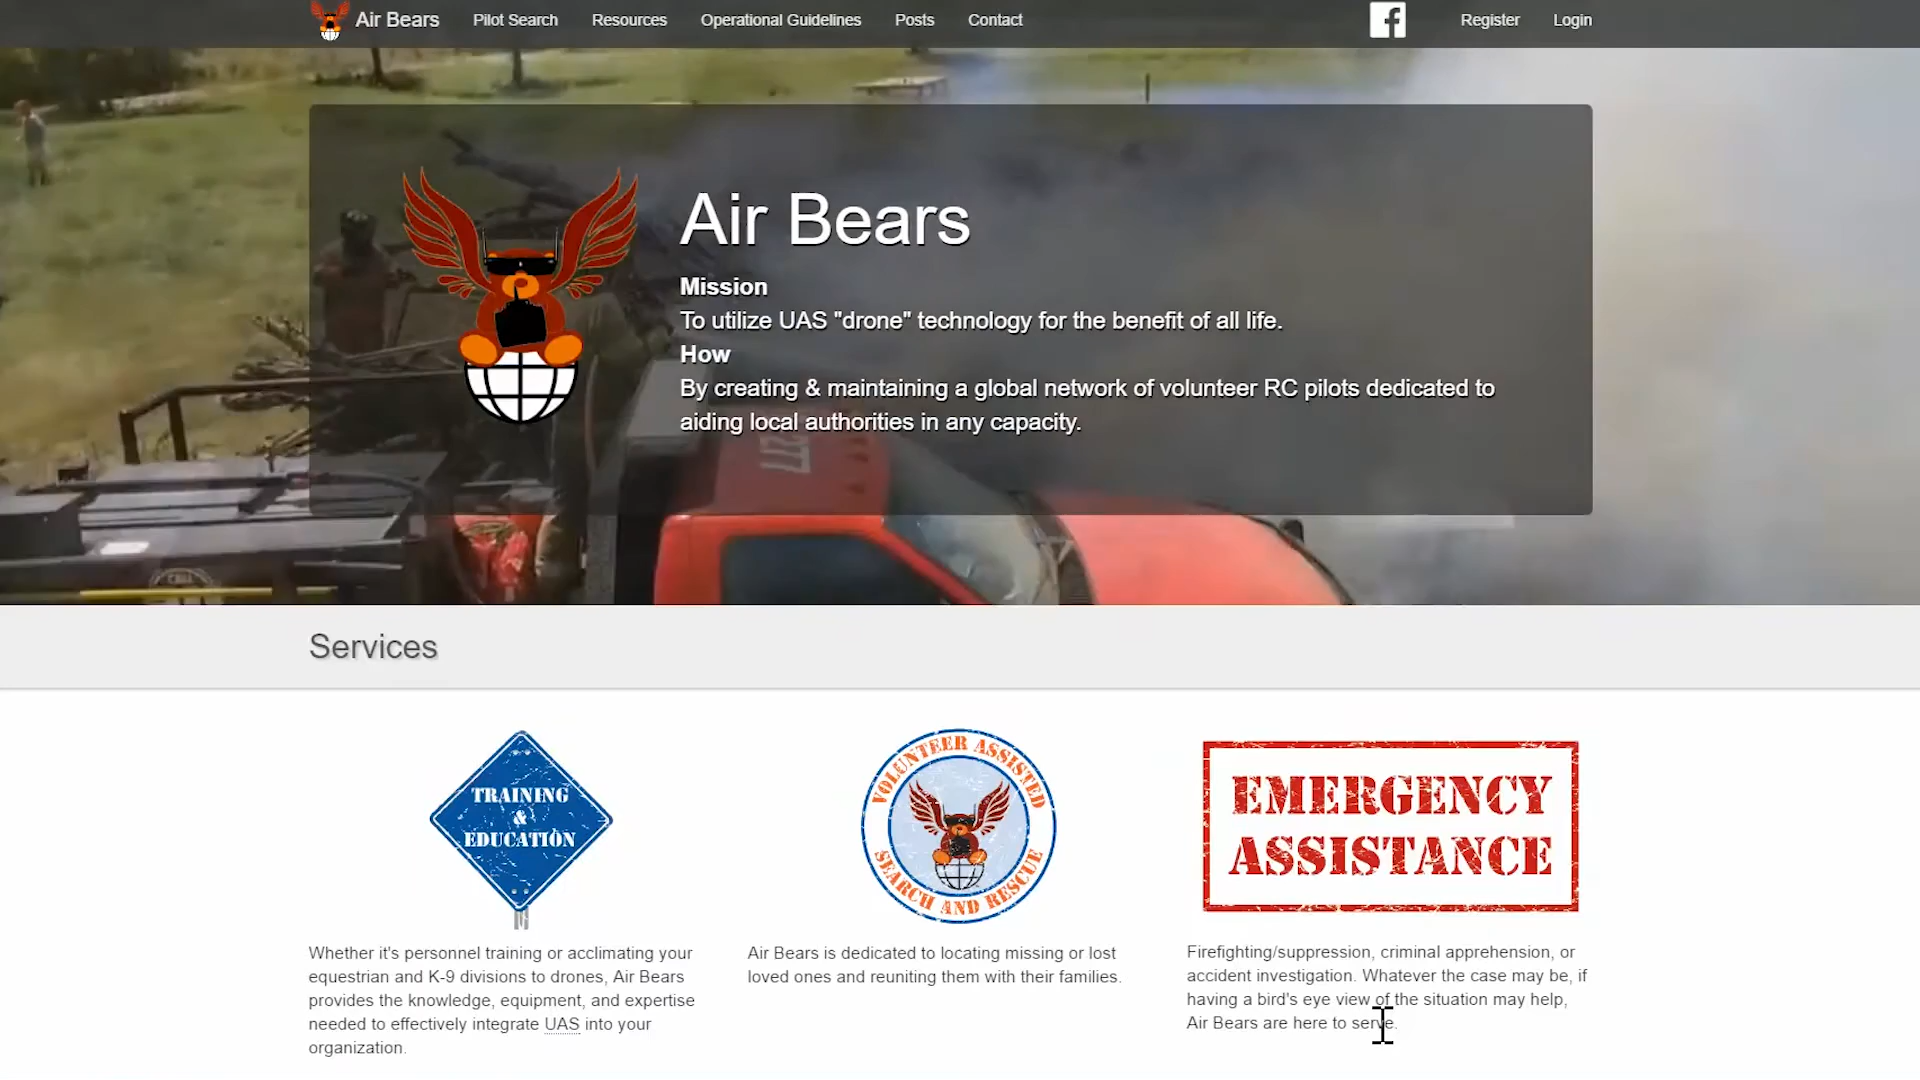 Air Bears
Pilot Search
Resources
Operational Guidelines
Posts
Contact
Register
Login
Air Bears
Mission
To utilize UAS "drone" technology for the benefit of all life.
How
By creating & maintaining a global network of volunteer RC pilots dedicated to
aiding local authorities in any capacity.
277
Services
TRAINING
&
EDUCATION
Whether it's personnel training or acclimating your
equestrian and K-9 divisions to drones, Air Bears
provides the knowledge, equipment, and expertise
needed to effectively integrate UAS into your
organization.
VOLUNTEER ASSISTED
SEARCH AND RESCUE
Air Bears is dedicated to locating missing or lost
loved ones and reuniting them with their families.
EMERGENCY
ASSISTANCE
Firefighting/suppression, criminal apprehension, or
accident investigation. Whatever the case may be, if
having a bird's eye view of the situation may help,
Air Bears are here to serve.